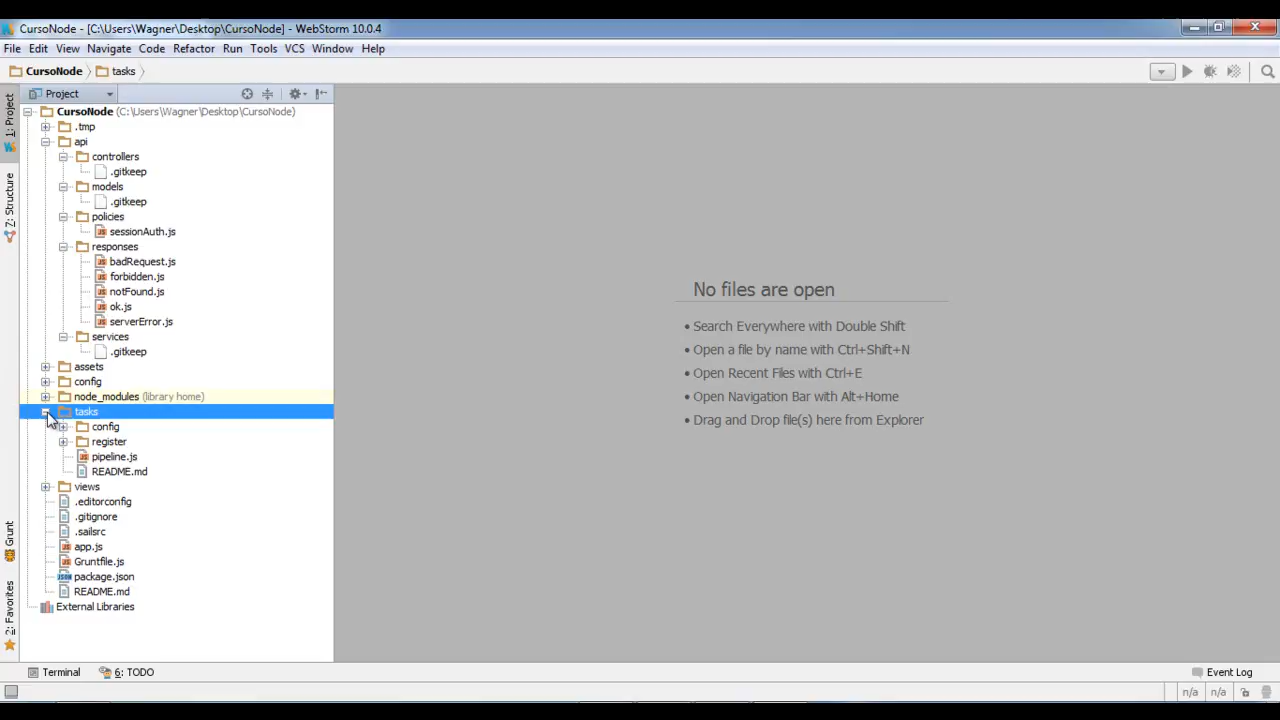 CursoNode - [C:\Users\Wagner\Desktop\CursoNode] - WebStorm 10.0.4
File Edit View Navigate Code Refactor Run Tools VCS Window Help
CursoNode tasks
1: Project
7: Structure
Grunt
2: Favorites
Project
CursoNode (C:\Users\Wagner\Desktop\CursoNode)
.tmp
api
controllers
.gitkeep
models
.gitkeep
policies
sessionAuth.js
responses
badRequest.js
forbidden.js
notFound.js
ok.js
serverError.js
services
.gitkeep
assets
config
node_modules (library home)
tasks
config
register
pipeline.js
README.md
views
.editorconfig
.gitignore
.sailsrc
app.js
Gruntfile.js
package.json
README.md
External Libraries
No files are open
• Search Everywhere with Double Shift
• Open a file by name with Ctrl+Shift+N
• Open Recent Files with Ctrl+E
• Open Navigation Bar with Alt+Home
• Drag and Drop file(s) here from Explorer
Terminal 6: TODO Event Log
n/a n/a